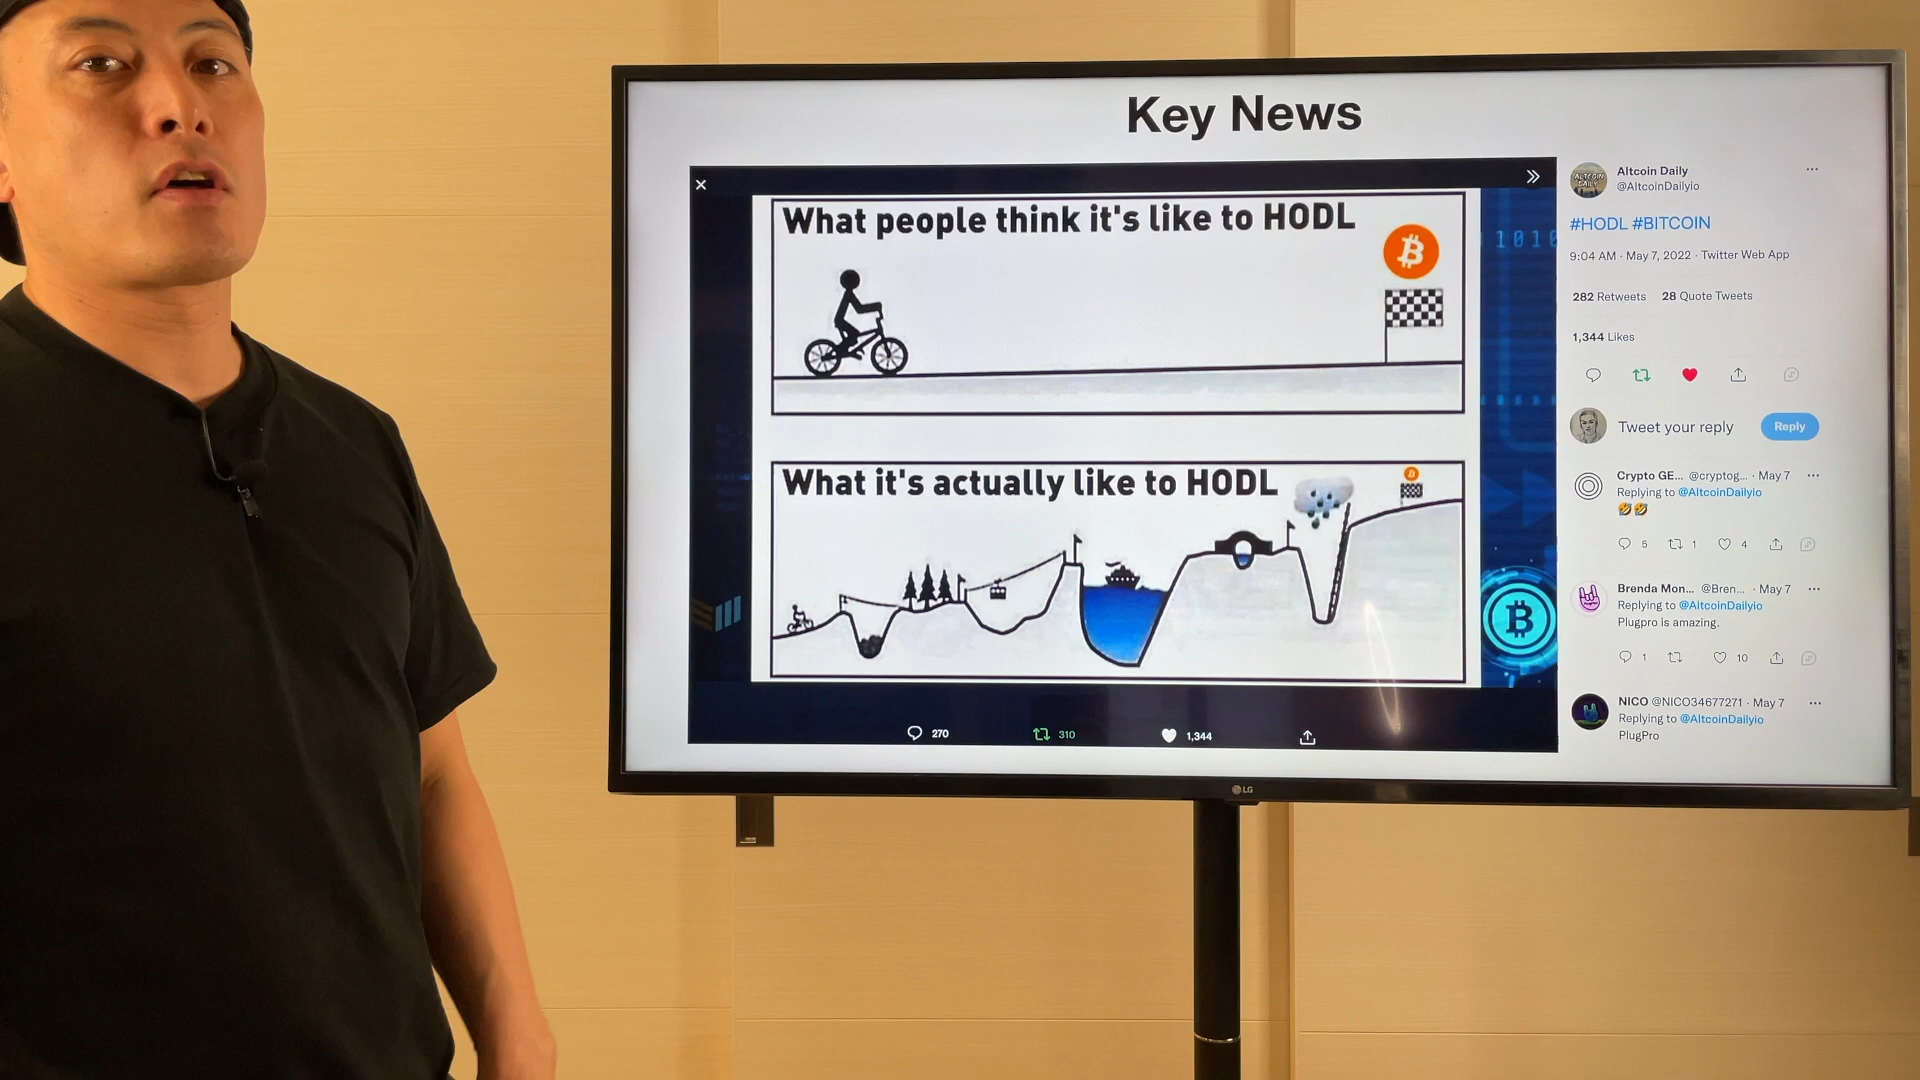 Key News
What people think it's like to HODL
What it's actually like to HODL
1010
270
310
1,344
ALTCOIN
DAILY
Altcoin Daily
@AltcoinDailyio
#HODL #BITCOIN
9:04 AM · May 7, 2022 · Twitter Web App
282 Retweets 28 Quote Tweets
1,344 Likes
Tweet your reply
Reply
Crypto GE... @cryptog... · May 7
Replying to @AltcoinDailyio
🤣🤣
5 1 4
Brenda Mon... @Bren... · May 7
Replying to @AltcoinDailyio
Plugpro is amazing.
1 10
NICO @NICO34677271 · May 7
Replying to @AltcoinDailyio
PlugPro
LG